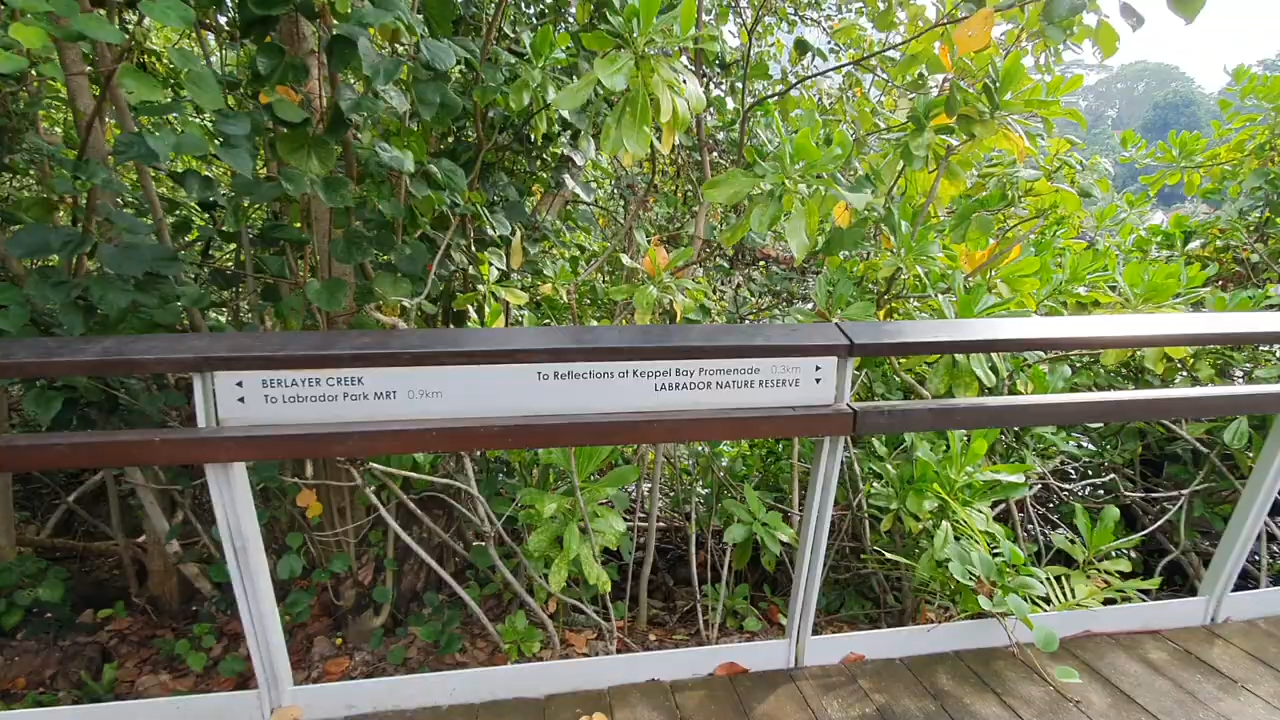 ◄ BERLAYER CREEK
◄ To Labrador Park MRT 0.9km
To Reflections at Keppel Bay Promenade 0.3km ►
LABRADOR NATURE RESERVE ▼